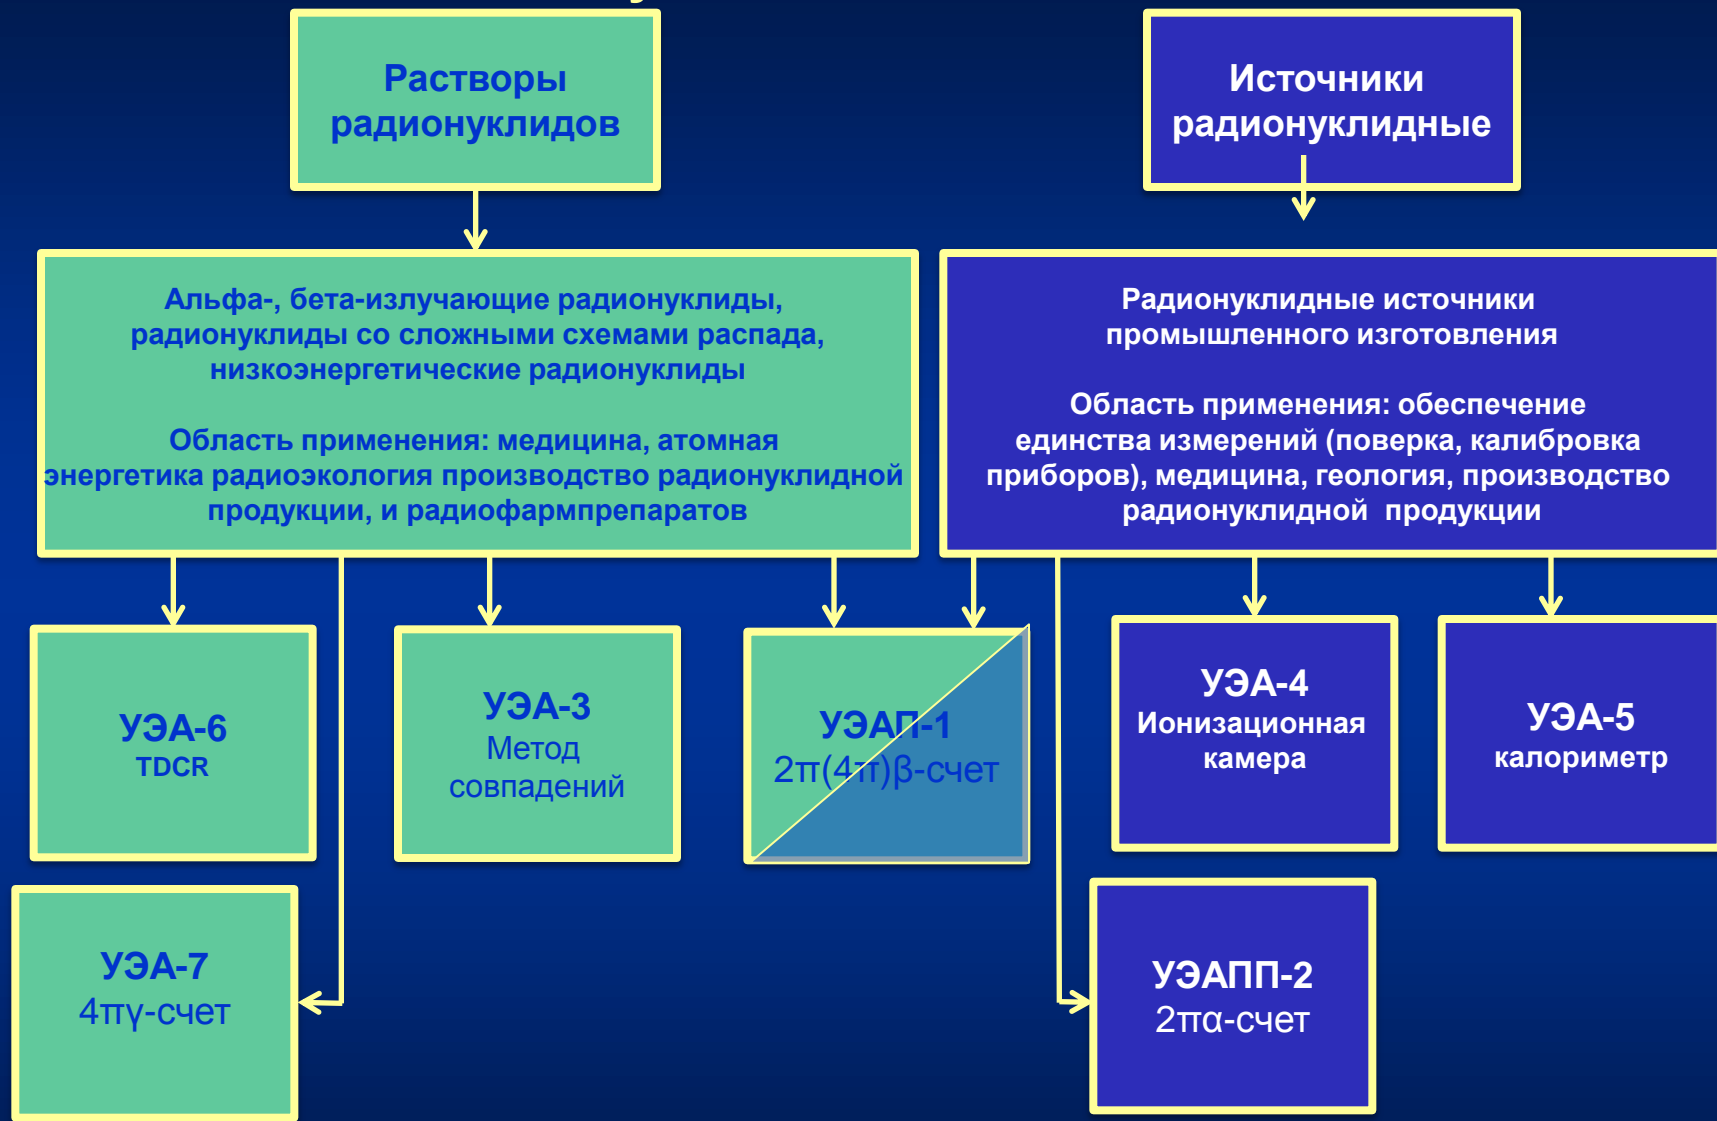 Растворы
радионуклидов
Источники
радионуклидные
Альфа-, бета-излучающие радионуклиды,
радионуклиды со сложными схемами распада,
низкоэнергетические радионуклиды
Область применения: медицина, атомная
энергетика радиоэкология производство радионуклидной
продукции, и радиофармпрепаратов
Радионуклидные источники
промышленного изготовления
Область применения: обеспечение
единства измерений (поверка, калибровка
приборов), медицина, геология, производство
радионуклидной продукции
УЭА-6
TDCR
УЭА-3
Метод
совпадений
УЭАП-1
2π(4π)β-счет
УЭА-4
Ионизационная
камера
УЭА-5
калориметр
УЭА-7
4πγ-счет
УЭАПП-2
2πα-счет